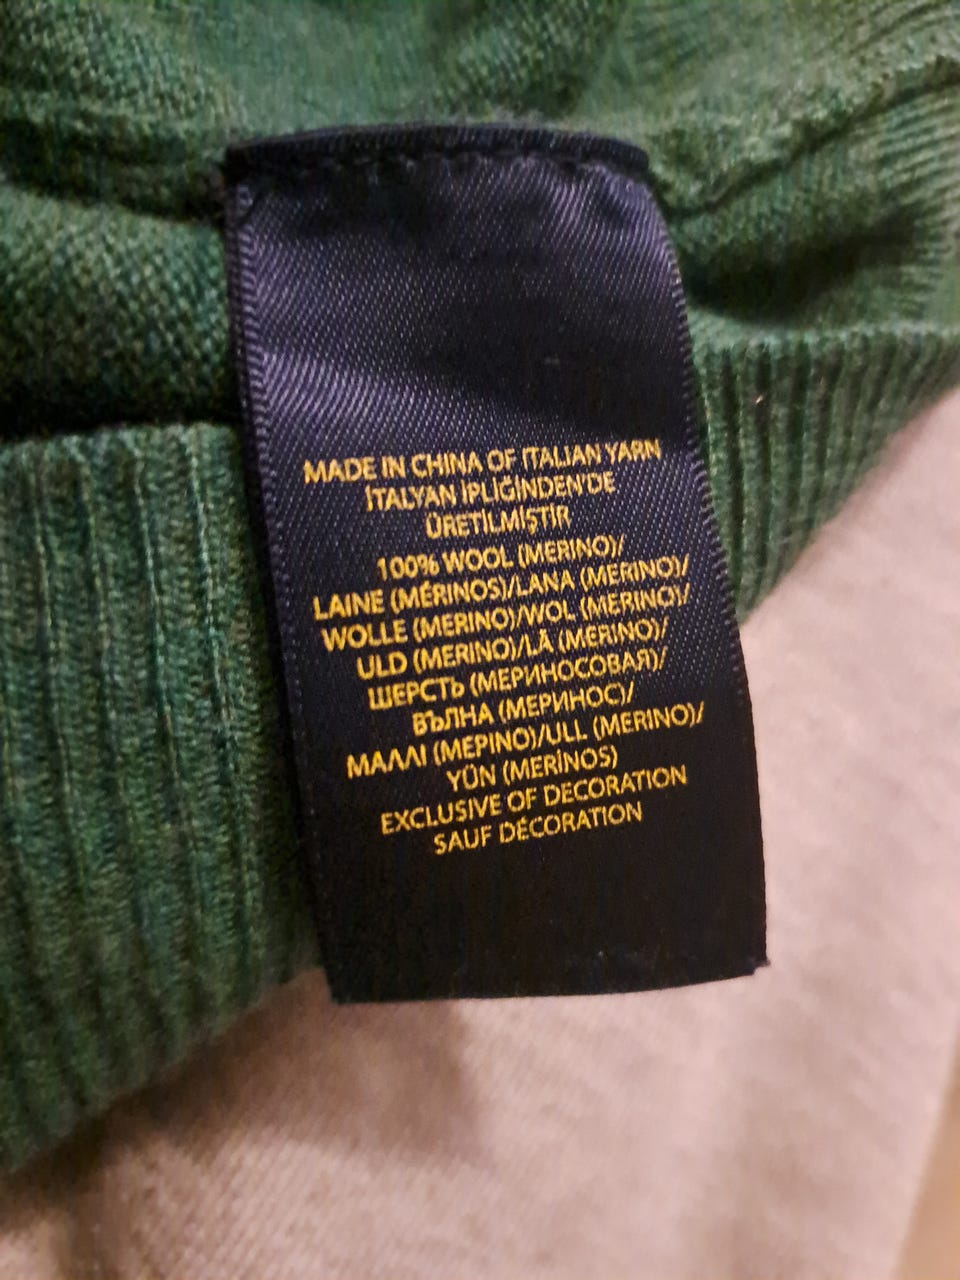 MADE IN CHINA OF ITALIAN YARN
İTALYAN İPLİĞİNDEN'DE
ÜRETİLMİŞTİR
100% WOOL (MERINO)/
LAINE (MÉRINOS)/LANA (MERINO)/
WOLLE (MERINO)/WOL (MERINO)/
ULD (MERINO)/LÃ (MERINO)/
ШЕРСТЬ (МЕРИНОСОВАЯ)/
ВЪЛНА (МЕРИНОС)/
ΜΑΛΛΙ (ΜΕΡΙΝΟ)/ULL (MERINO)/
YÜN (MERİNOS)
EXCLUSIVE OF DECORATION
SAUF DÉCORATION